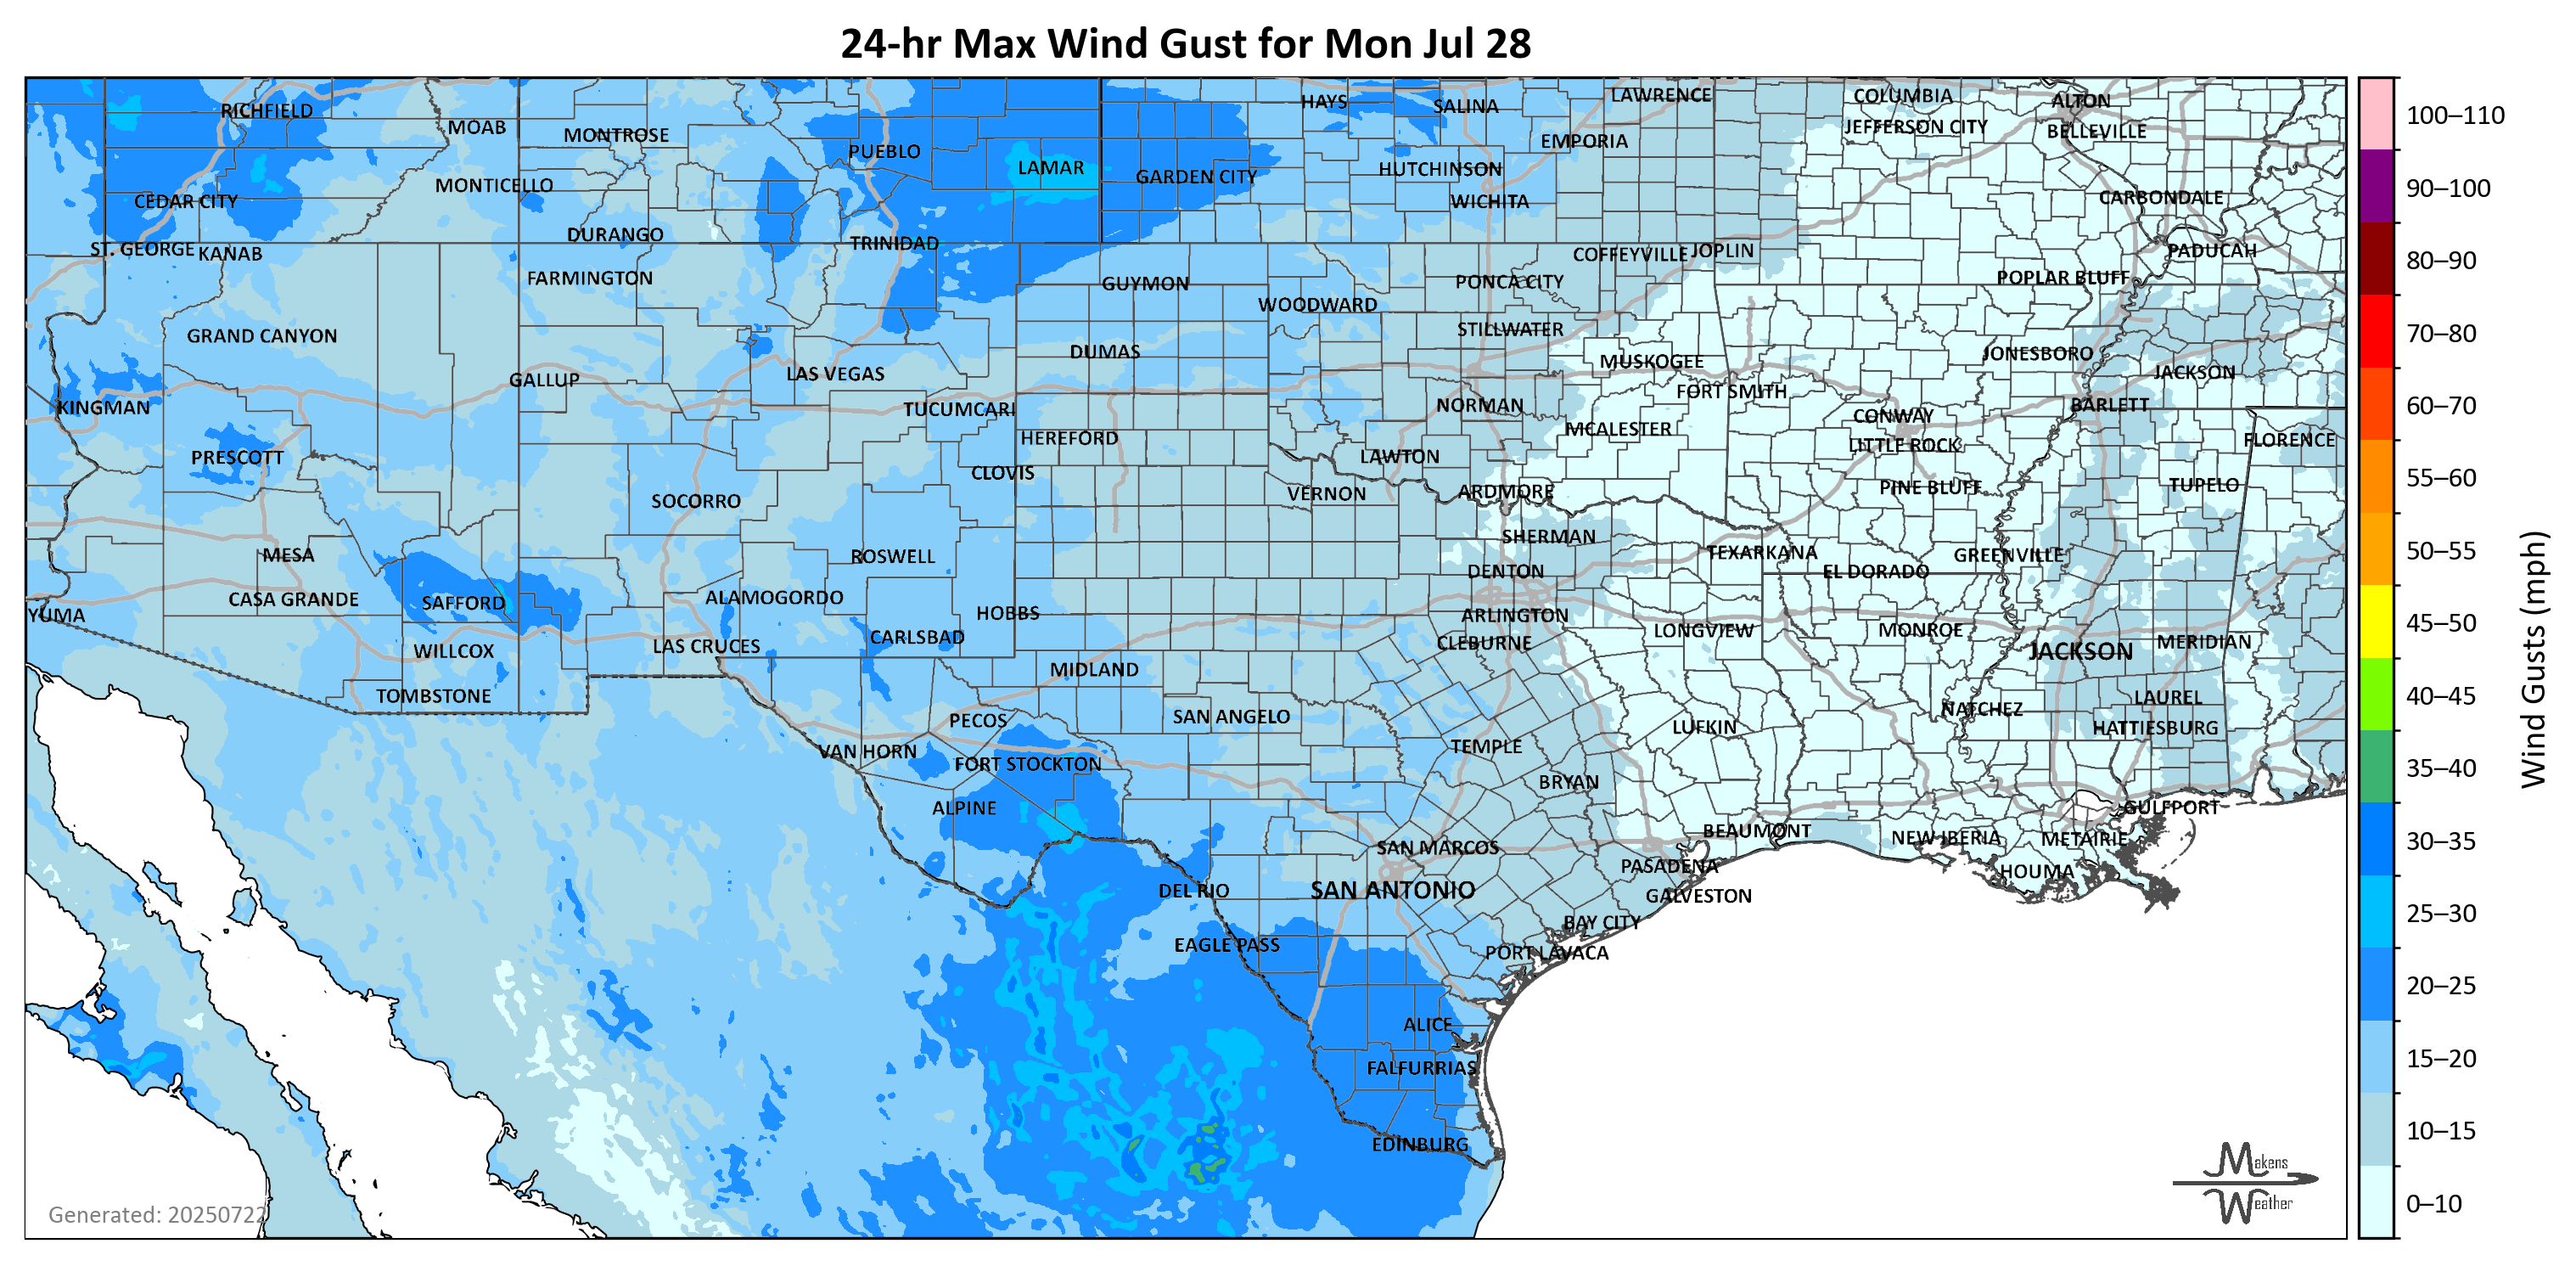 24-hr Max Wind Gust for Mon Jul 28
RICHFIELD
MOAB
MONTROSE
PUEBLO
LAMAR
GARDEN CITY
HAYS
SALINA
HUTCHINSON
WICHITA
EMPORIA
LAWRENCE
COLUMBIA
JEFFERSON CITY
ALTON
BELLEVILLE
CARBONDALE
PADUCAH
POPLAR BLUFF
CEDAR CITY
MONTICELLO
DURANGO
TRINIDAD
ST. GEORGE
KANAB
FARMINGTON
GUYMON
WOODWARD
PONCA CITY
COFFEYVILLE
JOPLIN
GRAND CANYON
DUMAS
STILLWATER
MUSKOGEE
JONESBORO
JACKSON
GALLUP
LAS VEGAS
FORT SMITH
KINGMAN
TUCUMCARI
NORMAN
CONWAY
BARLETT
HEREFORD
MCALESTER
LITTLE ROCK
FLORENCE
PRESCOTT
CLOVIS
LAWTON
SOCORRO
VERNON
ARDMORE
PINE BLUFF
TUPELO
MESA
ROSWELL
SHERMAN
TEXARKANA
GREENVILLE
DENTON
EL DORADO
YUMA
CASA GRANDE
SAFFORD
ALAMOGORDO
HOBBS
ARLINGTON
WILLCOX
LAS CRUCES
CARLSBAD
CLEBURNE
LONGVIEW
MONROE
JACKSON
MERIDIAN
TOMBSTONE
MIDLAND
LAUREL
PECOS
SAN ANGELO
NATCHEZ
HATTIESBURG
VAN HORN
FORT STOCKTON
TEMPLE
LUFKIN
BRYAN
ALPINE
GULFPORT
SAN MARCOS
BEAUMONT
NEW IBERIA
METAIRIE
PASADENA
HOUMA
DEL RIO
SAN ANTONIO
GALVESTON
BAY CITY
EAGLE PASS
PORT LAVACA
ALICE
FALFURRIAS
EDINBURG
Generated: 20250722
Makens
Weather
100–110
90–100
80–90
70–80
60–70
55–60
50–55
45–50
40–45
35–40
30–35
25–30
20–25
15–20
10–15
0–10
Wind Gusts (mph)